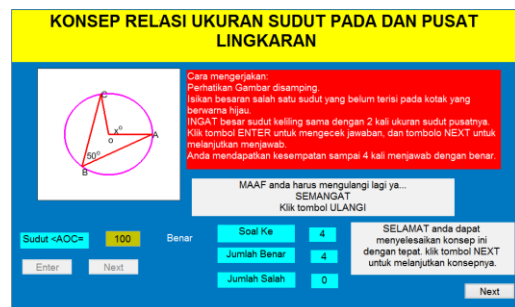 KONSEP RELASI UKURAN SUDUT PADA DAN PUSAT
LINGKARAN
Cara mengerjakan:
Perhatikan Gambar disamping.
Isikan besaran salah satu sudut yang belum terisi pada kotak yang
berwarna hijau.
INGAT besar sudut keliling sama dengan 2 kali ukuran sudut pusatnya.
Klik tombol ENTER untuk mengecek jawaban, dan tombolo NEXT untuk
melanjutkan menjawab.
Anda mendapatkan kesempatan sampai 4 kali menjawab dengan benar.
C
x°
o
A
50°
B
MAAF anda harus mengulangi lagi ya...
SEMANGAT
Klik tombol ULANGI
Sudut <AOC=
100
Benar
Enter
Next
Soal Ke
4
Jumlah Benar
4
Jumlah Salah
0
SELAMAT anda dapat
menyelesaikan konsep ini
dengan tepat. klik tombol NEXT
untuk melanjutkan konsepnya.
Next